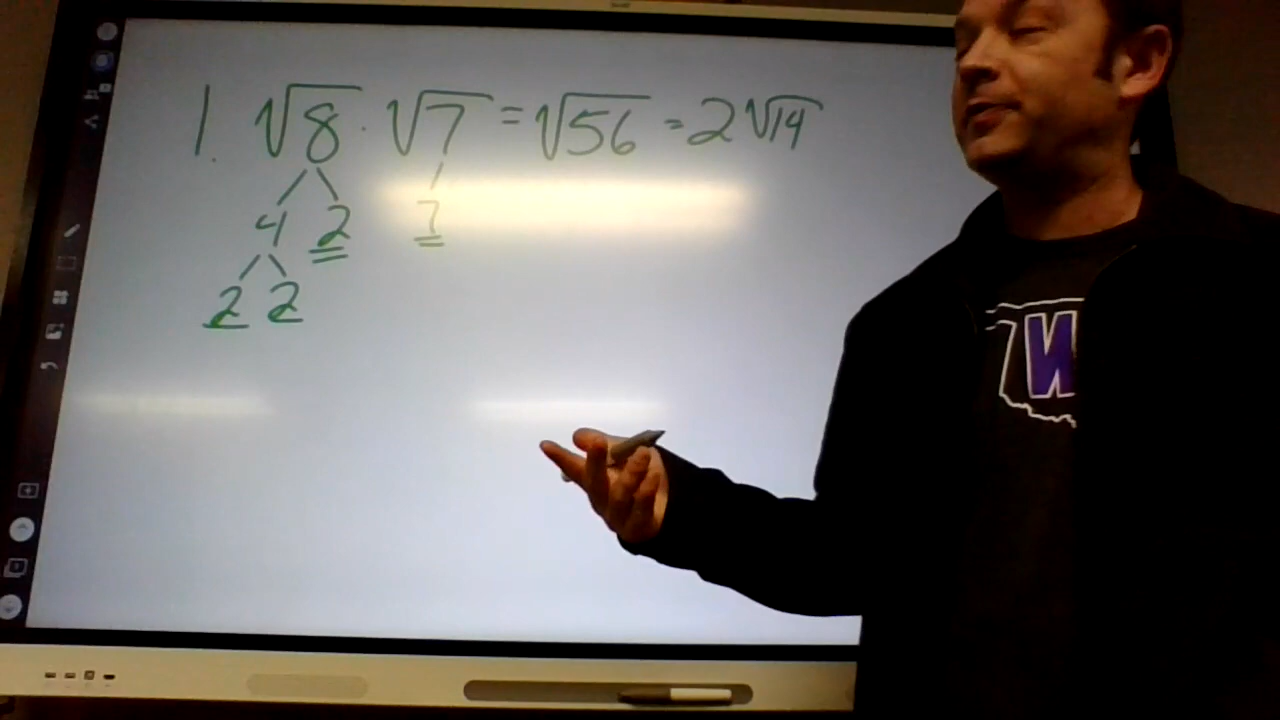 1. √8 · √7 = √56 = 2√14
4 2 7
2 2
W